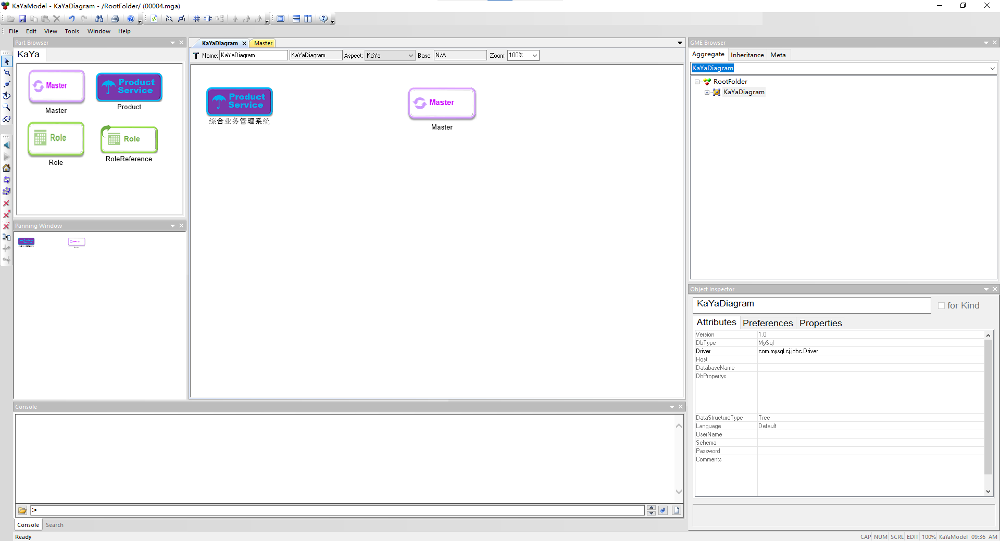 KaYaModel - KaYaDiagram - /RootFolder/ (00004.mga)
File Edit View Tools Window Help
Part Browser
KaYa
Master
Master
Product Service
Product
Role
Role
Role
RoleReference
Panning Window
KaYaDiagram Master
Name: KaYaDiagram KaYaDiagram Aspect: KaYa Base: N/A Zoom: 100%
Product Service
综合业务管理系统
Master
Master
GME Browser
Aggregate Inheritance Meta
KaYaDiagram
RootFolder
KaYaDiagram
Object Inspector
KaYaDiagram
for Kind
Attributes Preferences Properties
Version 1.0
DbType MySql
Driver com.mysql.cj.jdbc.Driver
Host
DatabaseName
DbPropertys
DataStructureType Tree
Language Default
UserName
Schema
Password
Comments
Console
>
Console Search
Ready
CAP NUM SCRL EDIT 100% KaYaModel 09:36 AM